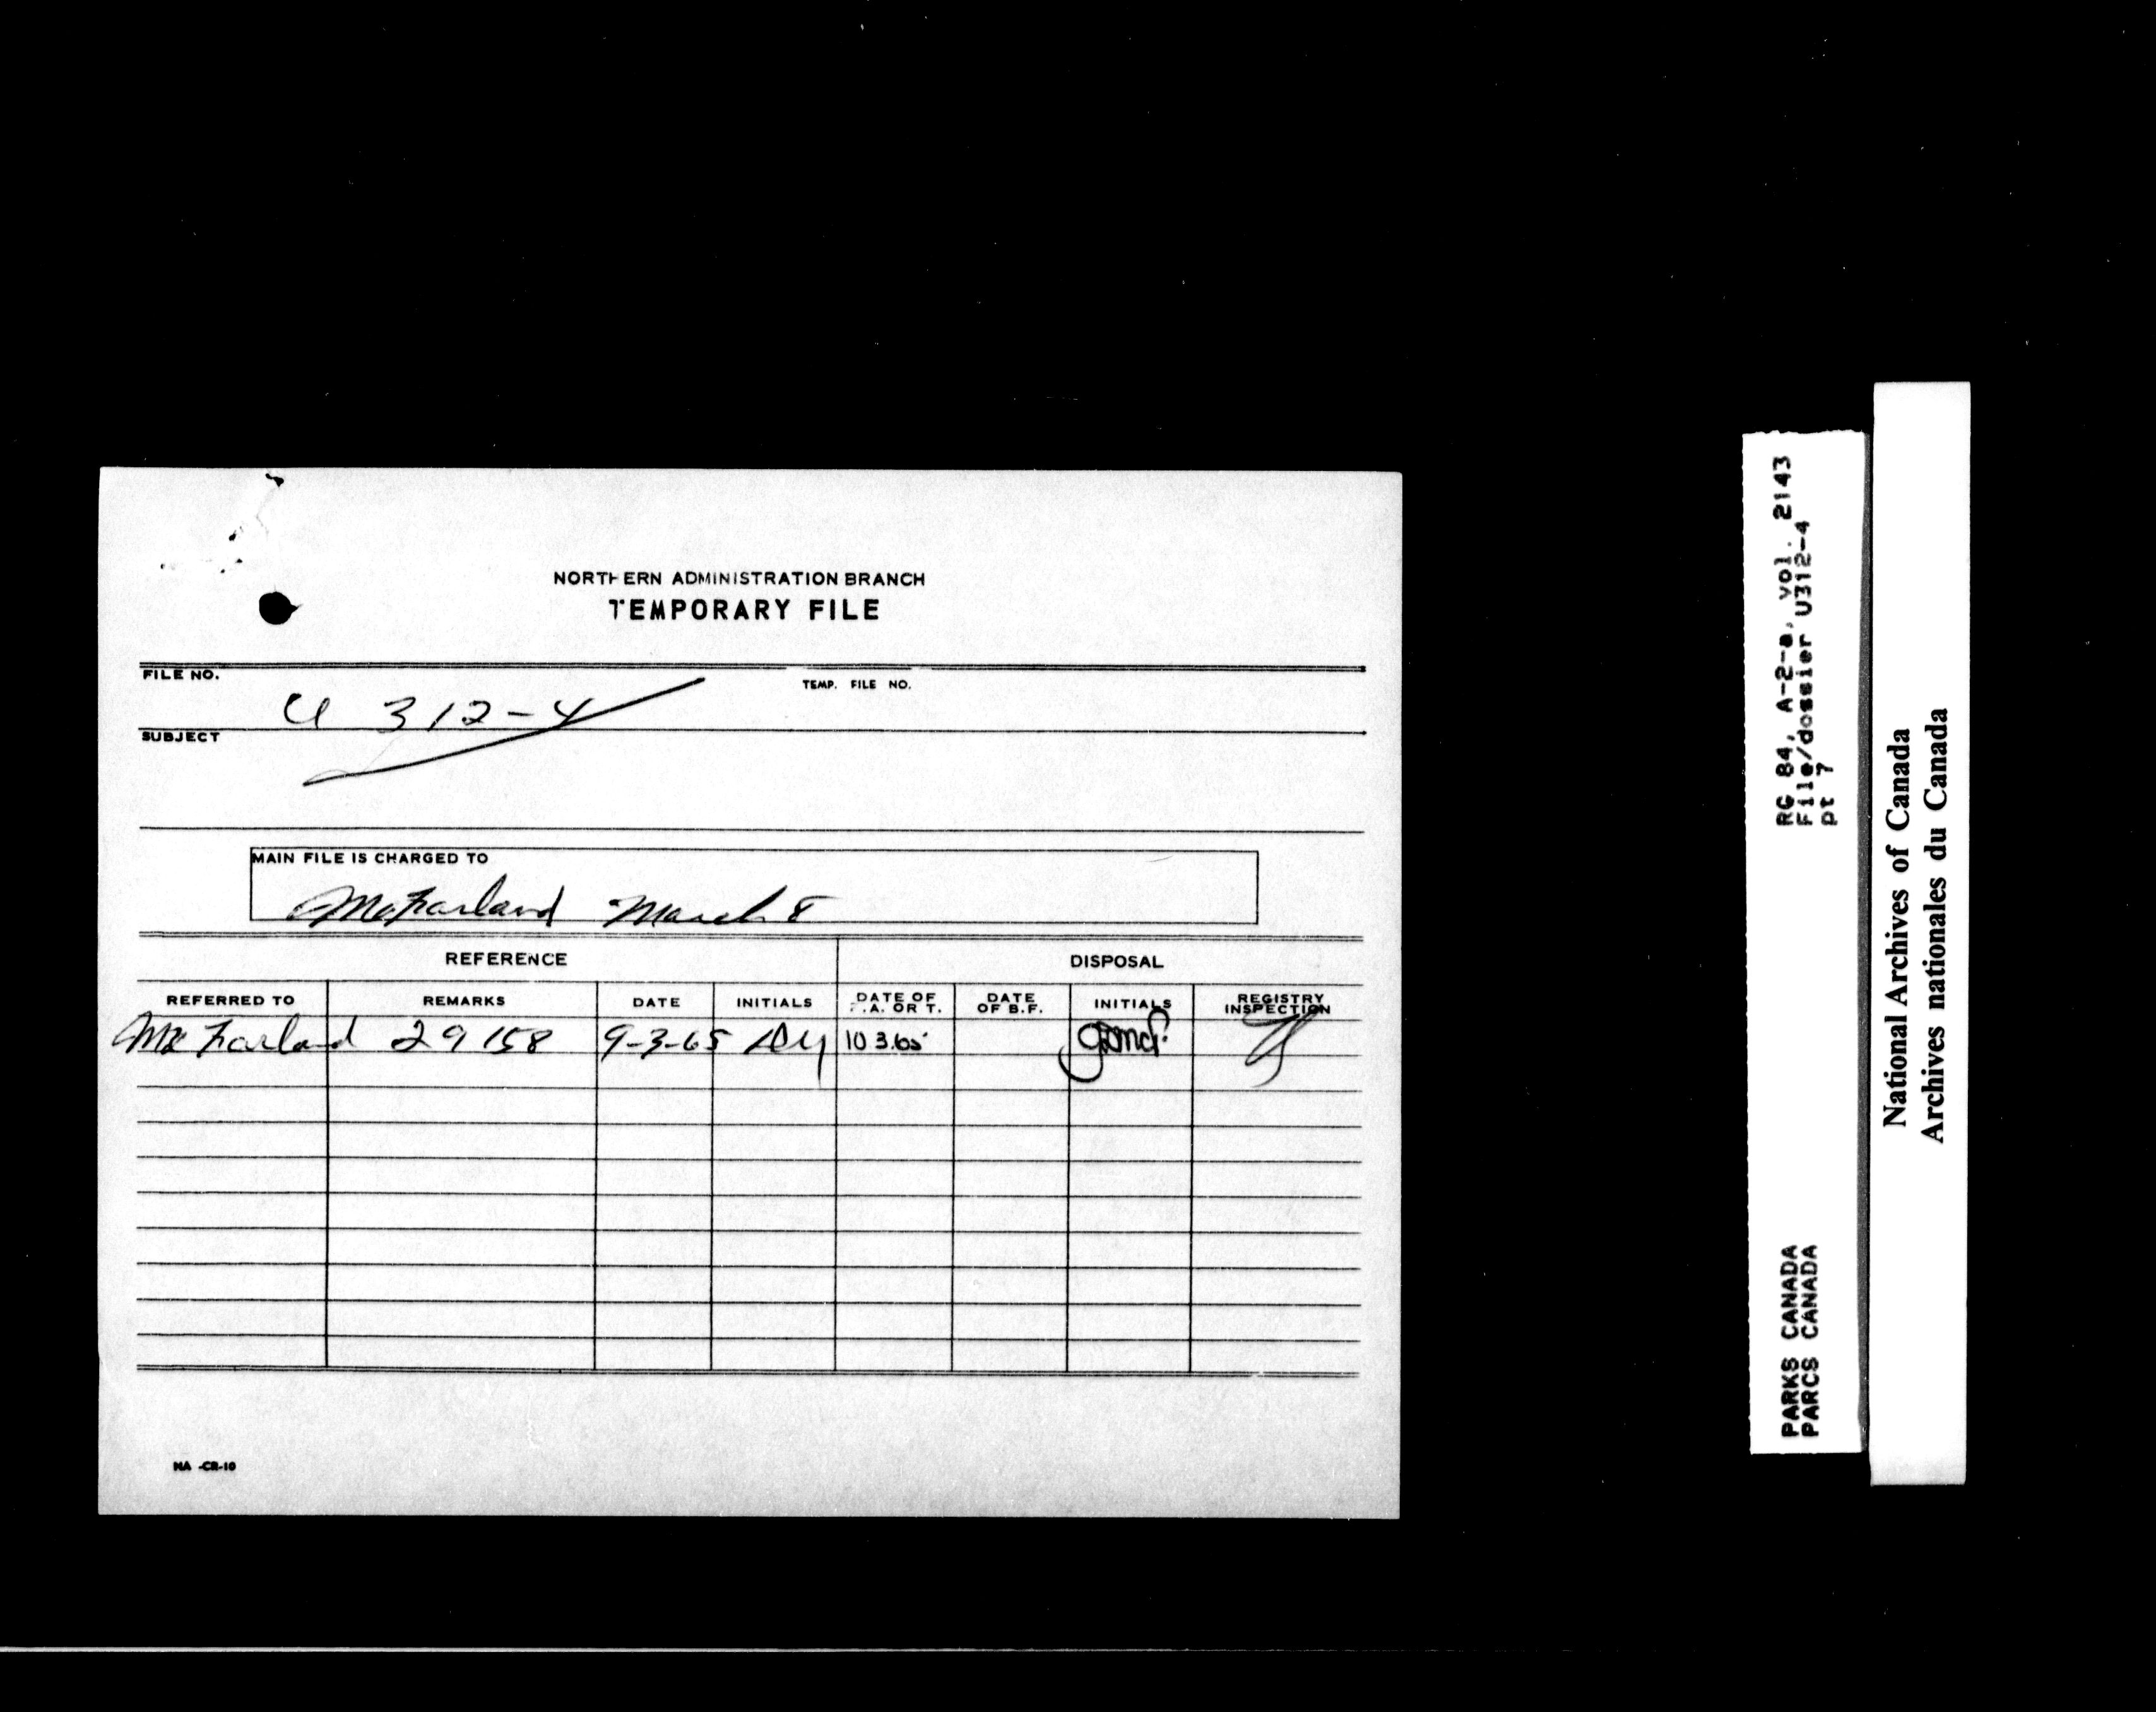 NORTHERN ADMINISTRATION BRANCH
TEMPORARY FILE
FILE NO.
U 312-4
TEMP. FILE NO.
SUBJECT
MAIN FILE IS CHARGED TO
McFarland March 8
REFERENCE
DISPOSAL
REFERRED TO REMARKS DATE INITIALS DATE OF P.A. OR T. DATE OF B.F. INITIALS REGISTRY INSPECTION
McFarland 29158 9-3-65 10 3.65
NA -CR-10
RG 84, A-2-a, vol. 2143
File/dossier U312-4
pt 7
PARKS CANADA
PARCS CANADA
National Archives of Canada
Archives nationales du Canada